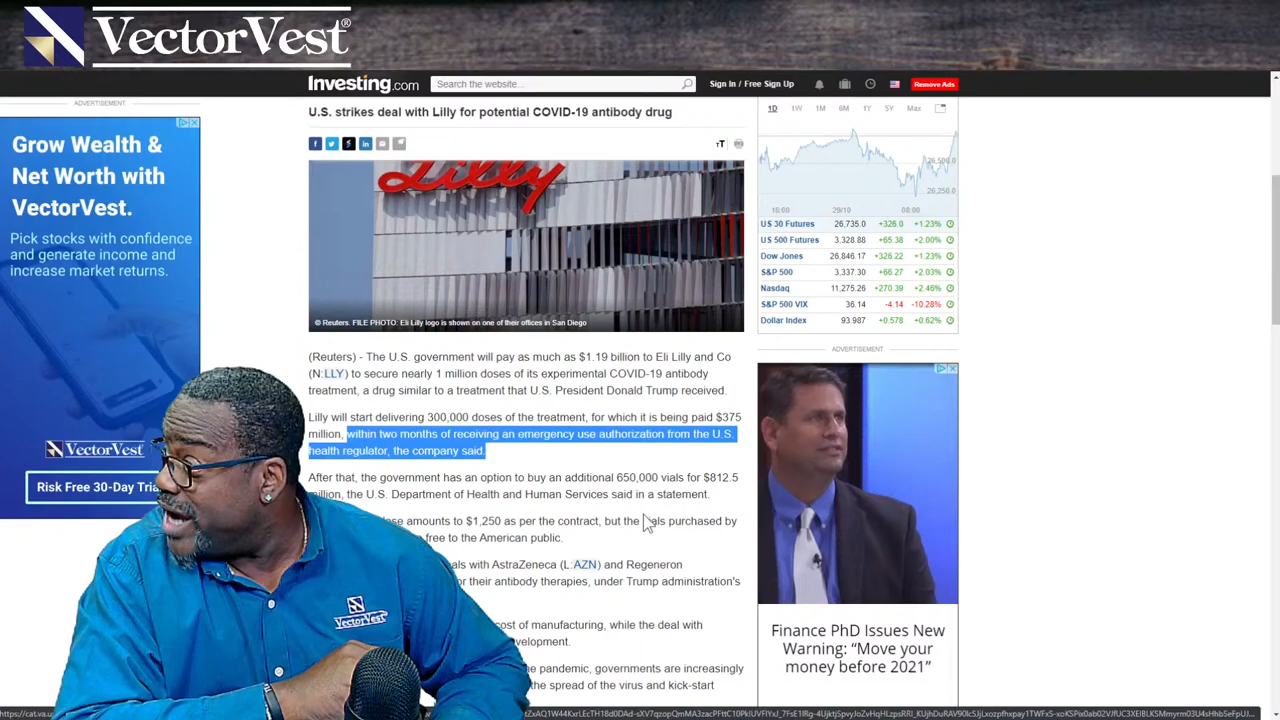 VectorVest®
Investing.com
Search the website...
Sign In / Free Sign Up
Remove Ads
ADVERTISEMENT
Grow Wealth &
Net Worth with
VectorVest.
Pick stocks with confidence
and generate income and
increase market returns.
VectorVest
Risk Free 30-Day
U.S. strikes deal with Lilly for potential COVID-19 antibody drug
Lilly
© Reuters. FILE PHOTO: Eli Lilly logo is shown on one of their offices in San Diego
(Reuters) - The U.S. government will pay as much as $1.19 billion to Eli Lilly and Co
(N:LLY) to secure nearly 1 million doses of its experimental COVID-19 antibody
treatment, a drug similar to a treatment that U.S. President Donald Trump received.
Lilly will start delivering 300,000 doses of the treatment, for which it is being paid $375
million, within two months of receiving an emergency use authorization from the U.S.
health regulator, the company said.
After that, the government has an option to buy an additional 650,000 vials for $812.5
million, the U.S. Department of Health and Human Services said in a statement.
amounts to $1,250 as per the contract, but the purchased by
free to the American public.
with AstraZeneca (L:AZN) and Regeneron
their antibody therapies, under Trump administration's
cost of manufacturing, while the deal with
pandemic, governments are increasingly
the spread of the virus and kick-start
1D 1W 1M 6M 1Y 5Y Max
26,500.0
26,250.0
16:00 29/10 08:00
US 30 Futures 26,735.0 +326.0 +1.23%
US 500 Futures 3,328.88 +65.38 +2.00%
Dow Jones 26,846.17 +326.22 +1.23%
S&P 500 3,337.30 +66.27 +2.03%
Nasdaq 11,275.26 +270.39 +2.46%
S&P 500 VIX 36.14 -4.14 -10.28%
Dollar Index 93.987 +0.578 +0.62%
ADVERTISEMENT
Finance PhD Issues New
Warning: “Move your
money before 2021”
VectorVest